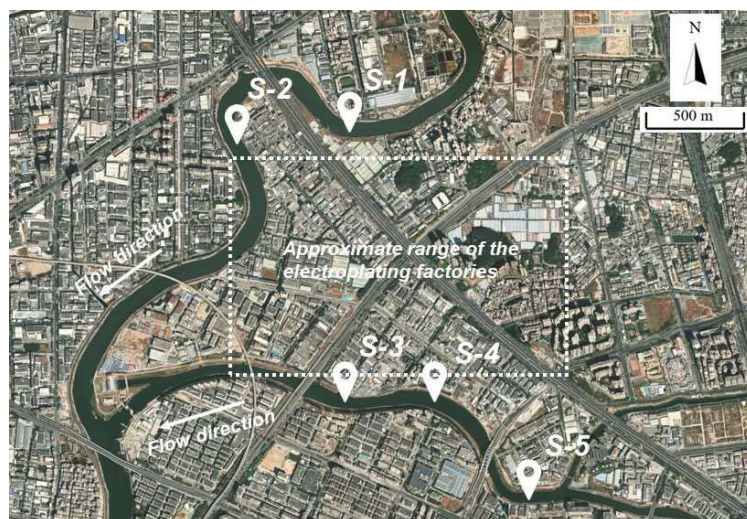 N
500 m
S-1
S-2
Flow direction
Approximate range of the
electroplating factories
S-3
S-4
Flow direction
S-5